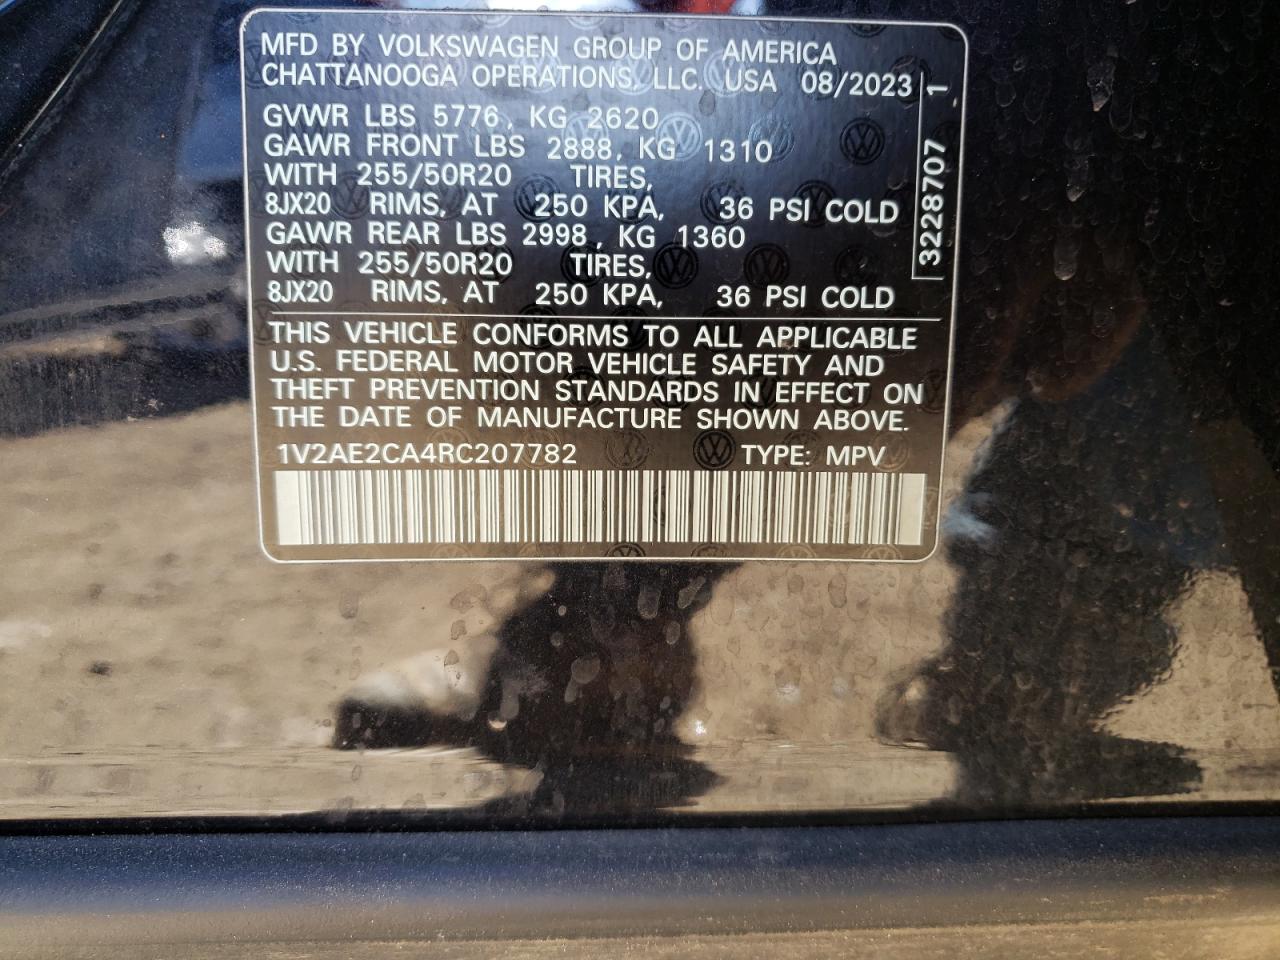 MFD BY VOLKSWAGEN GROUP OF AMERICA
CHATTANOOGA OPERATIONS, LLC. USA 08/2023
GVWR LBS 5776, KG 2620
GAWR FRONT LBS 2888, KG 1310
WITH 255/50R20 TIRES,
8JX20 RIMS, AT 250 KPA, 36 PSI COLD
GAWR REAR LBS 2998, KG 1360
WITH 255/50R20 TIRES,
8JX20 RIMS, AT 250 KPA, 36 PSI COLD
3228707 1
THIS VEHICLE CONFORMS TO ALL APPLICABLE
U.S. FEDERAL MOTOR VEHICLE SAFETY AND
THEFT PREVENTION STANDARDS IN EFFECT ON
THE DATE OF MANUFACTURE SHOWN ABOVE.
1V2AE2CA4RC207782 TYPE: MPV